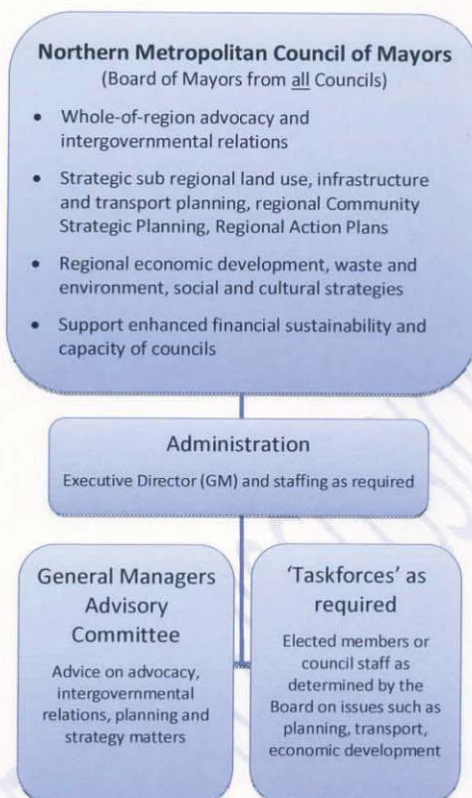 Northern Metropolitan Council of Mayors
(Board of Mayors from all Councils)
• Whole-of-region advocacy and
intergovernmental relations
• Strategic sub regional land use, infrastructure
and transport planning, regional Community
Strategic Planning, Regional Action Plans
• Regional economic development, waste and
environment, social and cultural strategies
• Support enhanced financial sustainability and
capacity of councils
Administration
Executive Director (GM) and staffing as required
General Managers
Advisory
Committee
Advice on advocacy,
intergovernmental
relations, planning and
strategy matters
'Taskforces' as
required
Elected members or
council staff as
determined by the
Board on issues such as
planning, transport,
economic development